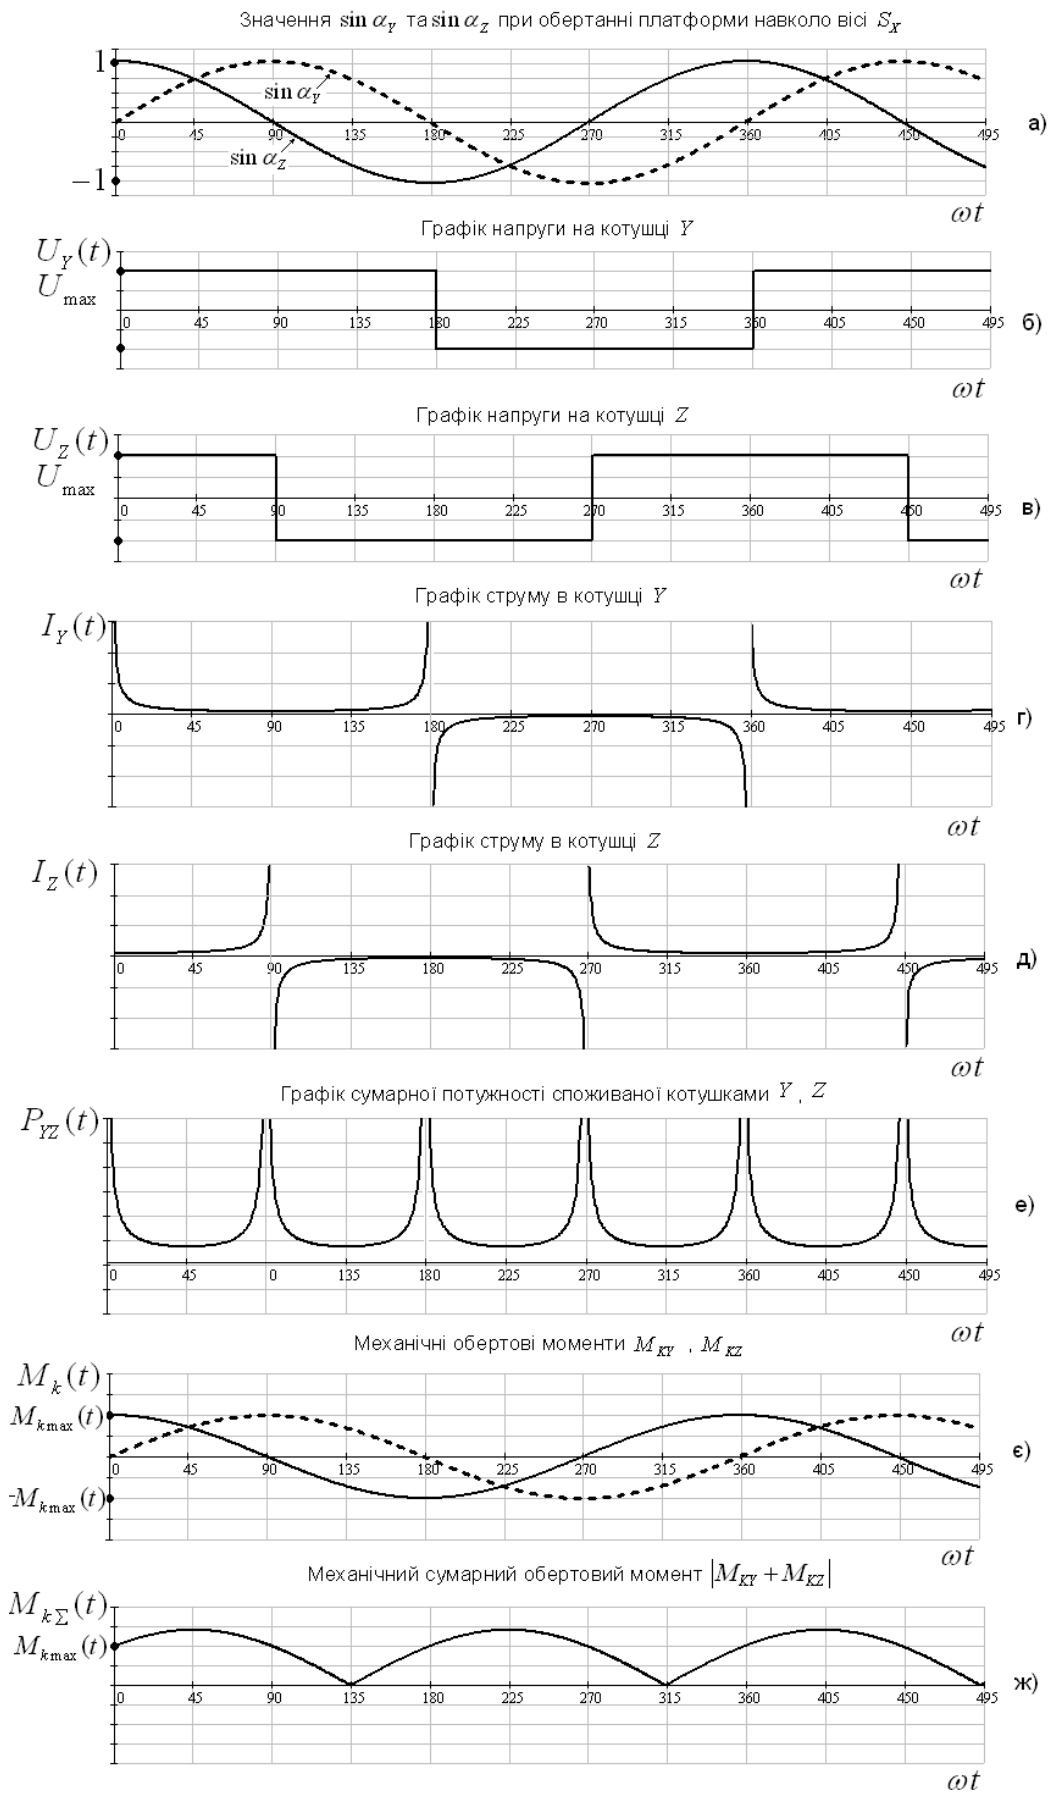 Значення sin α_Y та sin α_Z при обертанні платформи навколо вісі S_X
1
sin α_Y
0 45 90 135 180 225 270 315 360 405 450 495
а)
sin α_Z
−1
ωt
Графік напруги на котушці Y
U_Y(t)
U_max
0 45 90 135 180 225 270 315 360 405 450 495
б)
ωt
Графік напруги на котушці Z
U_Z(t)
U_max
0 45 90 135 180 225 270 315 360 405 450 495
в)
ωt
Графік струму в котушці Y
I_Y(t)
0 45 90 135 180 225 270 315 360 405 450 495
г)
ωt
Графік струму в котушці Z
I_Z(t)
0 45 90 135 180 225 270 315 360 405 450 495
д)
ωt
Графік сумарної потужності споживаної котушками Y , Z
P_YZ(t)
е)
0 45 0 135 180 225 270 315 360 405 450 495
ωt
Механічні обертові моменти M_KY , M_KZ
M_k(t)
M_k max(t)
0 45 90 135 180 225 270 315 360 405 450 495
є)
-M_k max(t)
ωt
Механичний сумарний обертовий момент |M_KY + M_KZ|
M_kΣ(t)
M_k max(t)
0 45 90 135 180 225 270 315 360 405 450 495
ж)
ωt